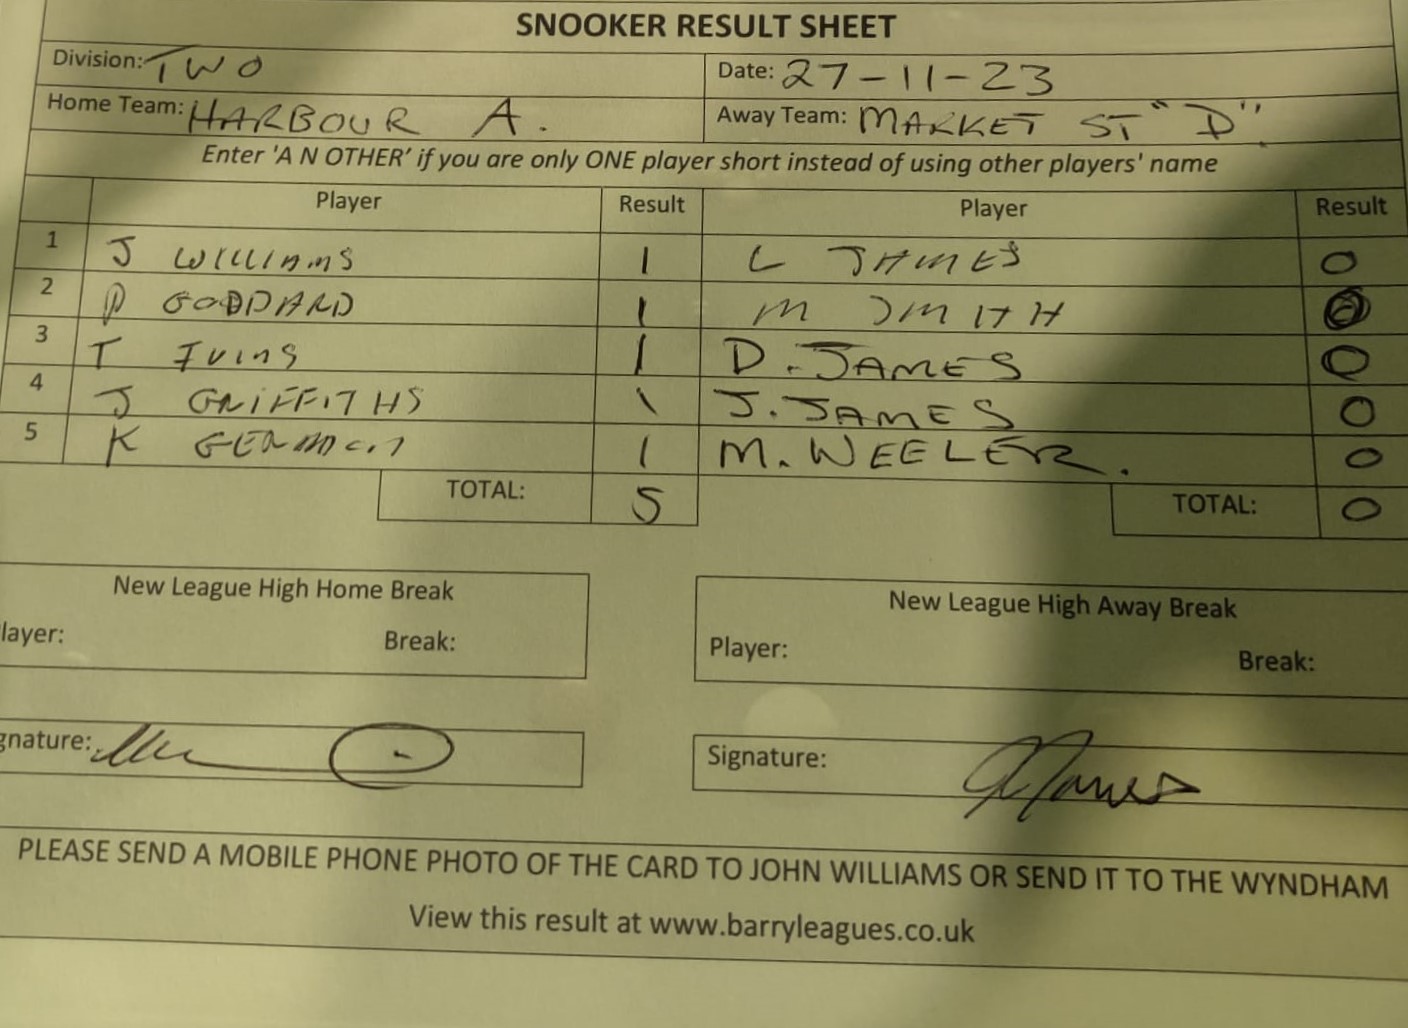 SNOOKER RESULT SHEET
Division: TWO Date: 27-11-23
Home Team: HARBOUR A. Away Team: MARKET ST "D".
Enter 'A N OTHER' if you are only ONE player short instead of using other players' name
Player Result Player Result
1 J WILLIAMS 1 L JAMES 0
2 P GODDARD 1 M SMITH 0
3 T IVINS 1 D. JAMES 0
4 J GRIFFITHS 1 J. JAMES 0
5 K 1 M. WEELER. 0
TOTAL: 5 TOTAL: 0
New League High Home Break New League High Away Break
layer: Break: Player: Break:
gnature: Signature:
PLEASE SEND A MOBILE PHONE PHOTO OF THE CARD TO JOHN WILLIAMS OR SEND IT TO THE WYNDHAM
View this result at www.barryleagues.co.uk